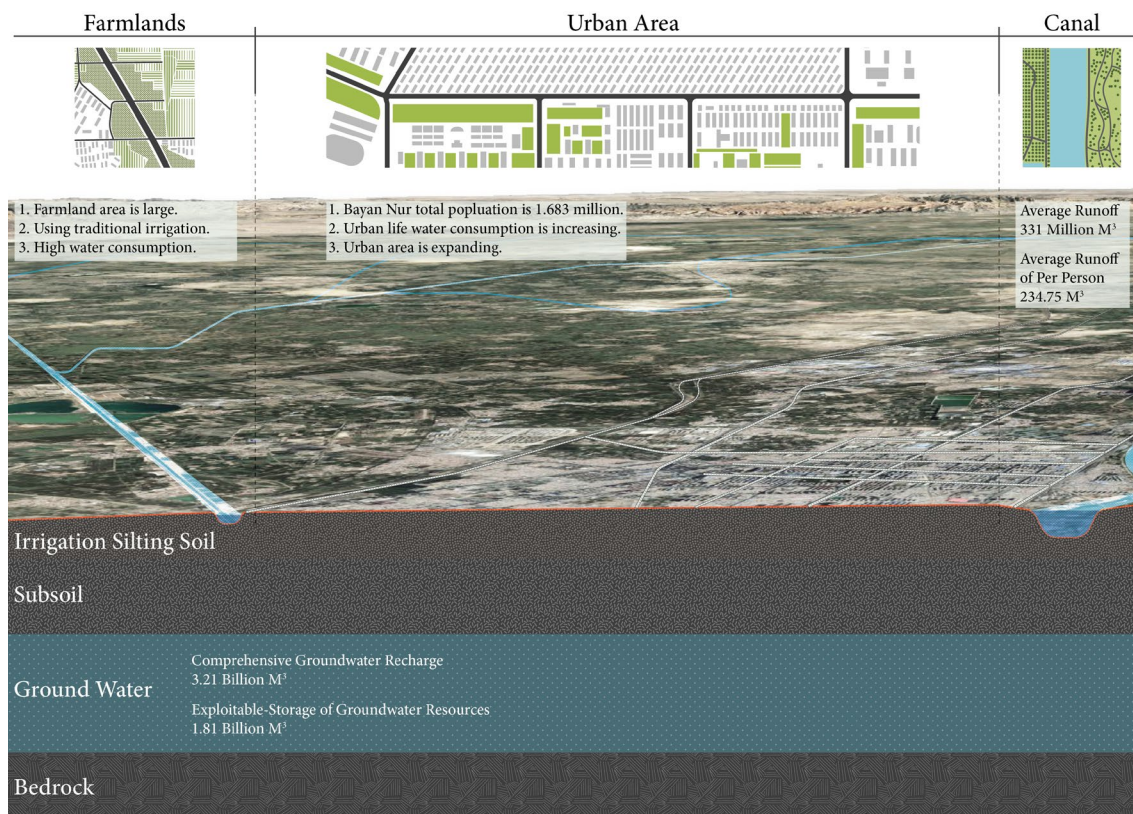 Farmlands
Urban Area
Canal
1. Farmland area is large.
2. Using traditional irrigation.
3. High water consumption.
1. Bayan Nur total popluation is 1.683 million.
2. Urban life water consumption is increasing.
3. Urban area is expanding.
Average Runoff
331 Million M³
Average Runoff
of Per Person
234.75 M³
Irrigation Silting Soil
Subsoil
Ground Water
Comprehensive Groundwater Recharge
3.21 Billion M³
Exploitable-Storage of Groundwater Resources
1.81 Billion M³
Bedrock